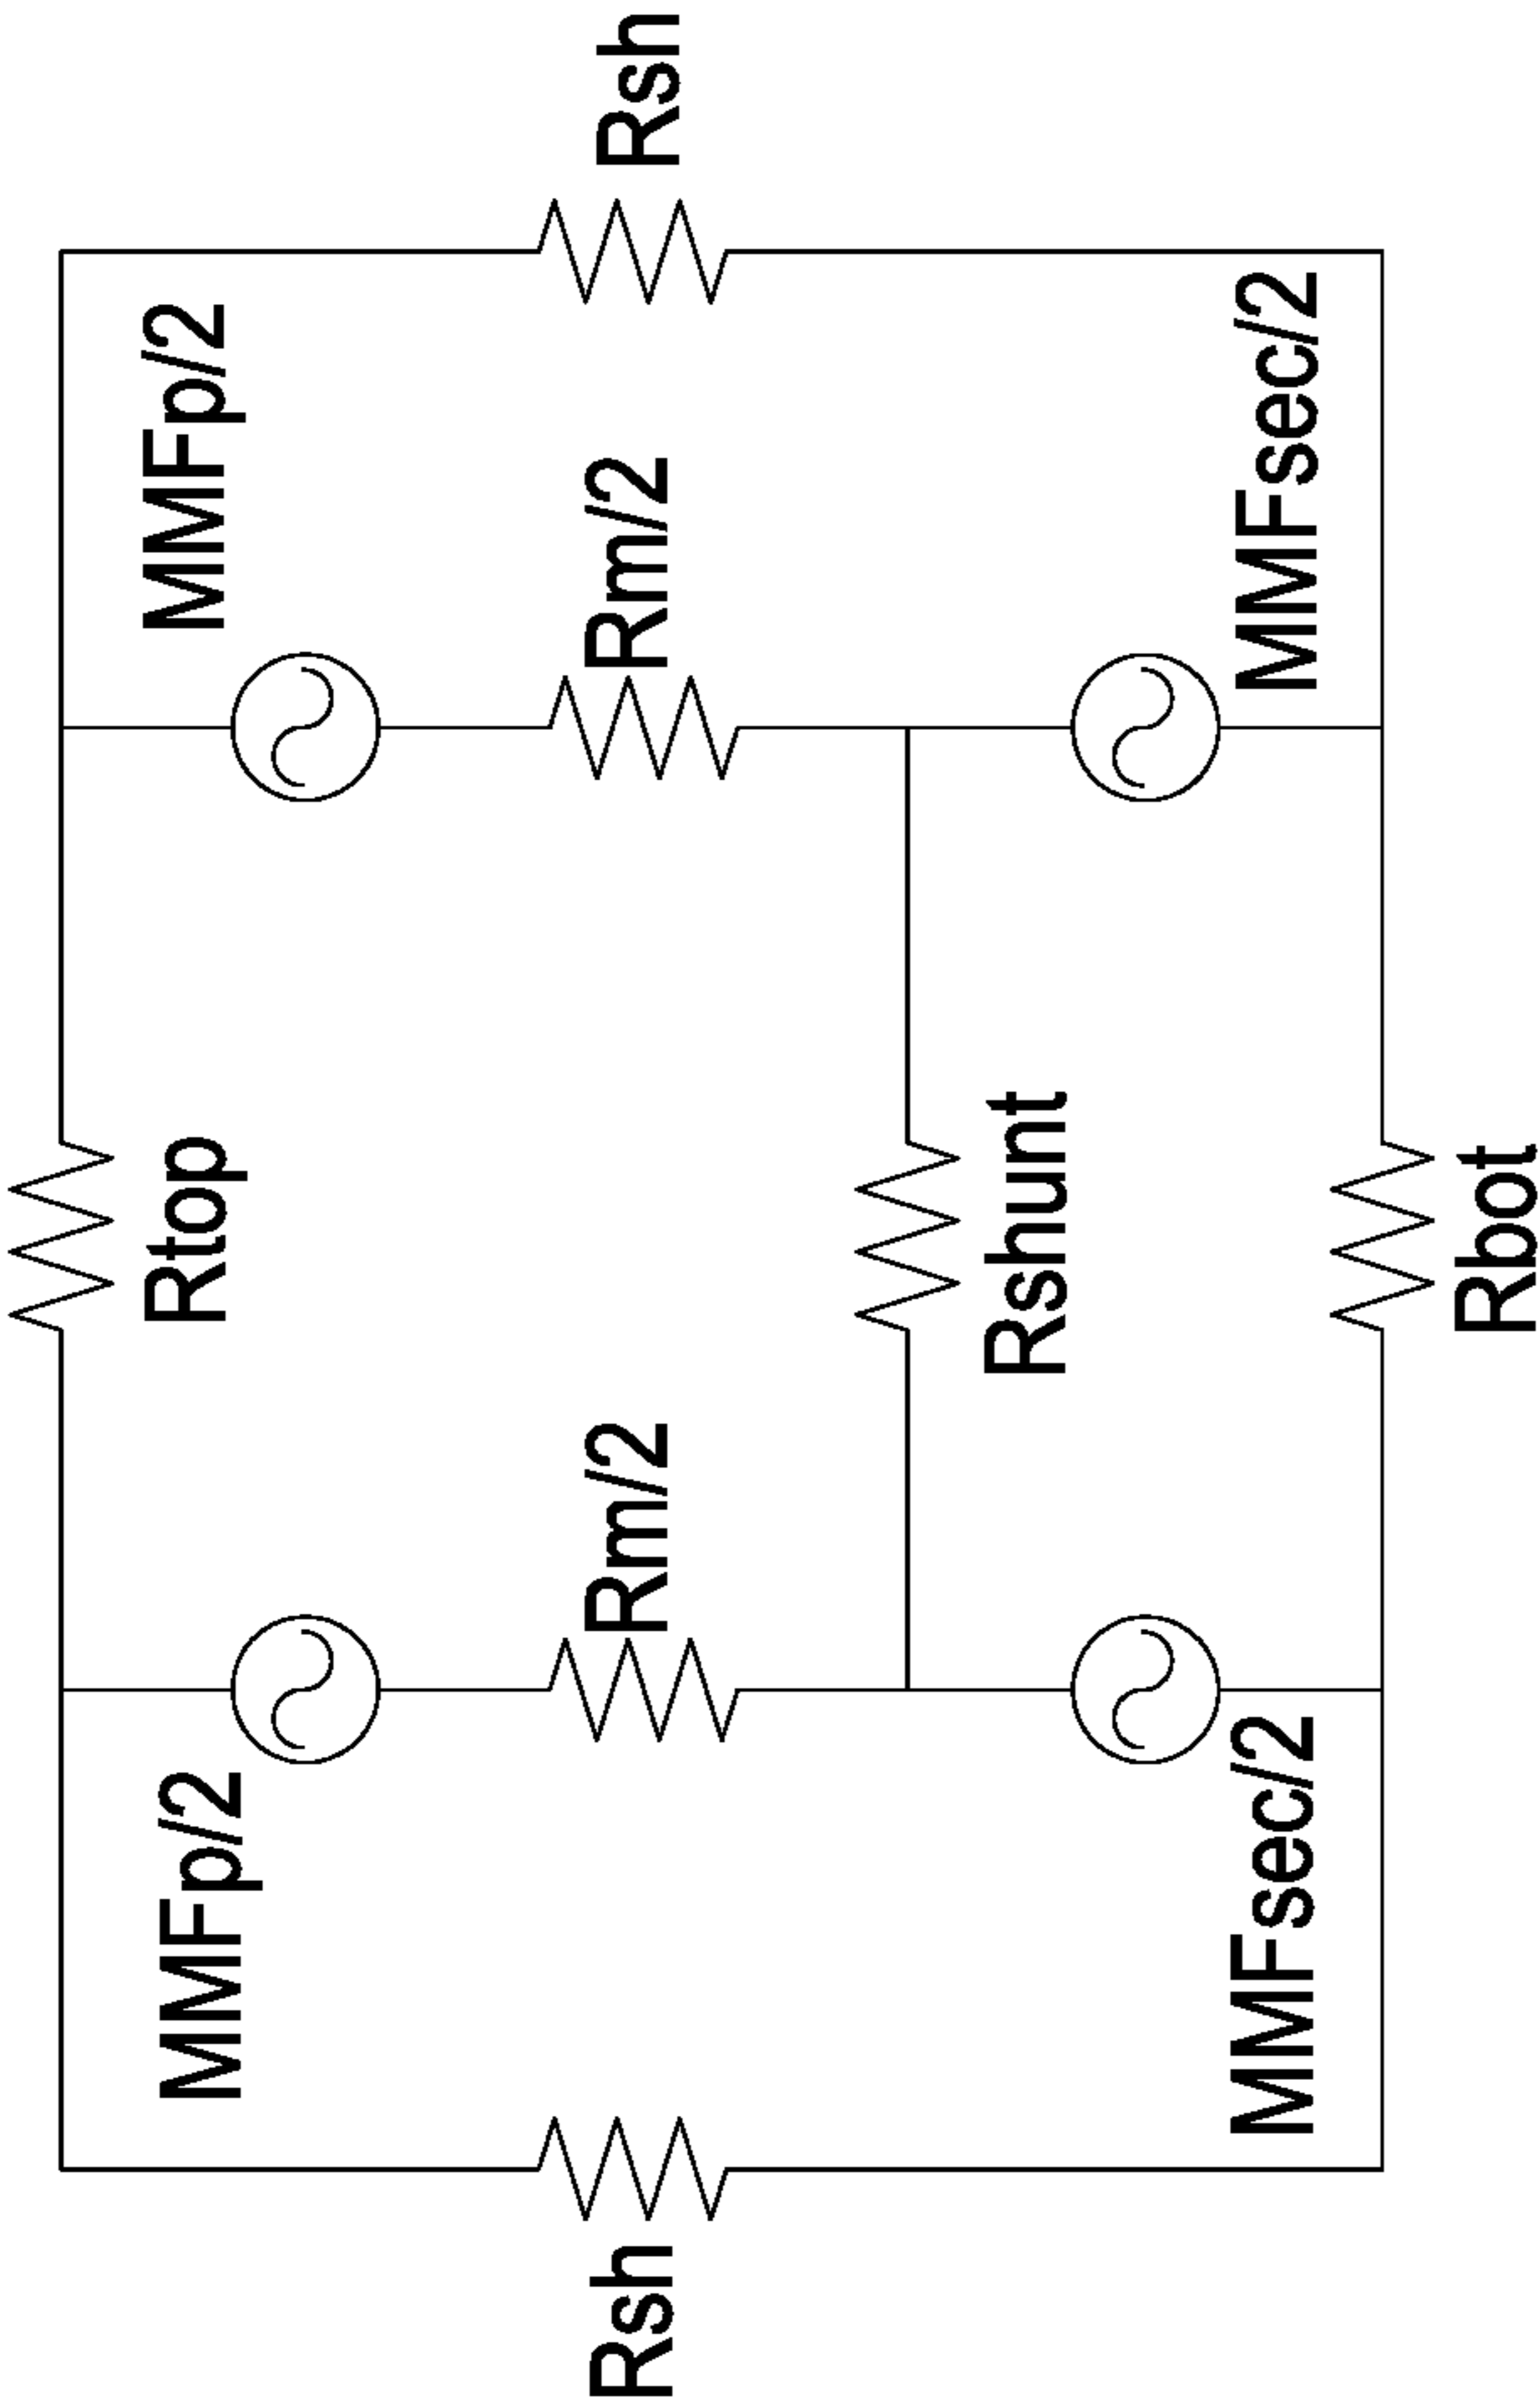 Rsh
MMFp/2
Rm/2
MMFsec/2
Rtop
Rshunt
Rbot
MMFp/2
Rm/2
MMFsec/2
Rsh